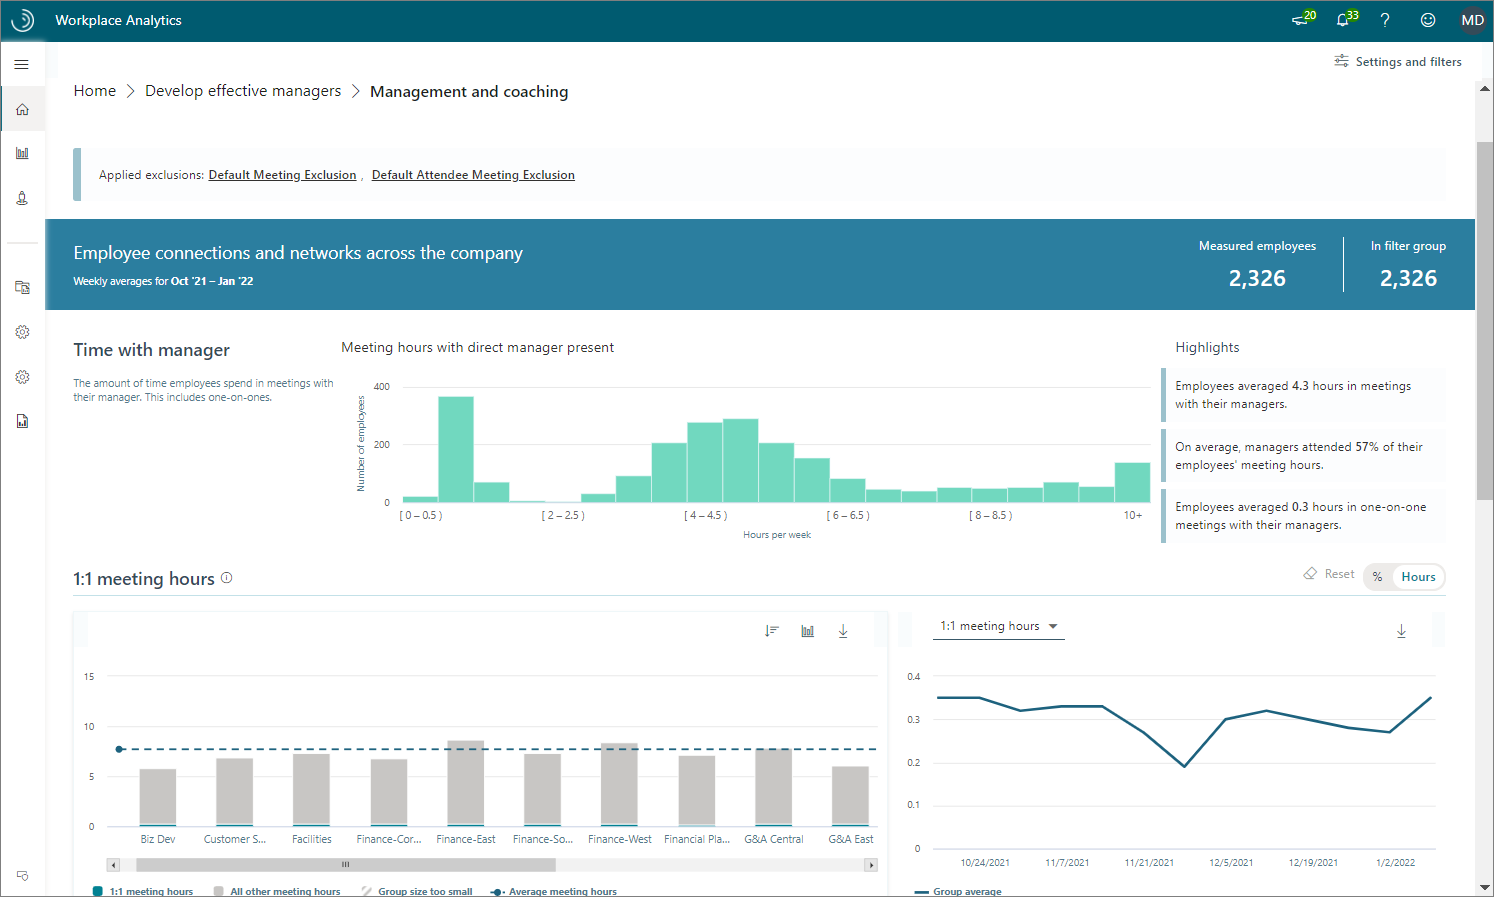 Workplace Analytics
20
33
?
MD
Settings and filters
Home > Develop effective managers > Management and coaching
Applied exclusions: Default Meeting Exclusion , Default Attendee Meeting Exclusion
Employee connections and networks across the company
Weekly averages for Oct '21 – Jan '22
Measured employees
2,326
In filter group
2,326
Time with manager
The amount of time employees spend in meetings with
their manager. This includes one-on-ones.
Meeting hours with direct manager present
Number of employees
400
200
0
[ 0 – 0.5 )
[ 2 – 2.5 )
[ 4 – 4.5 )
[ 6 – 6.5 )
[ 8 – 8.5 )
10+
Hours per week
Highlights
Employees averaged 4.3 hours in meetings
with their managers.
On average, managers attended 57% of their
employees' meeting hours.
Employees averaged 0.3 hours in one-on-one
meetings with their managers.
1:1 meeting hours
Reset
%
Hours
15
10
5
0
Biz Dev
Customer S...
Facilities
Finance-Cor...
Finance-East
Finance-So...
Finance-West
Financial Pla...
G&A Central
G&A East
1:1 meeting hours
All other meeting hours
Group size too small
Average meeting hours
1:1 meeting hours
0.4
0.3
0.2
0.1
0
10/24/2021
11/7/2021
11/21/2021
12/5/2021
12/19/2021
1/2/2022
Group average